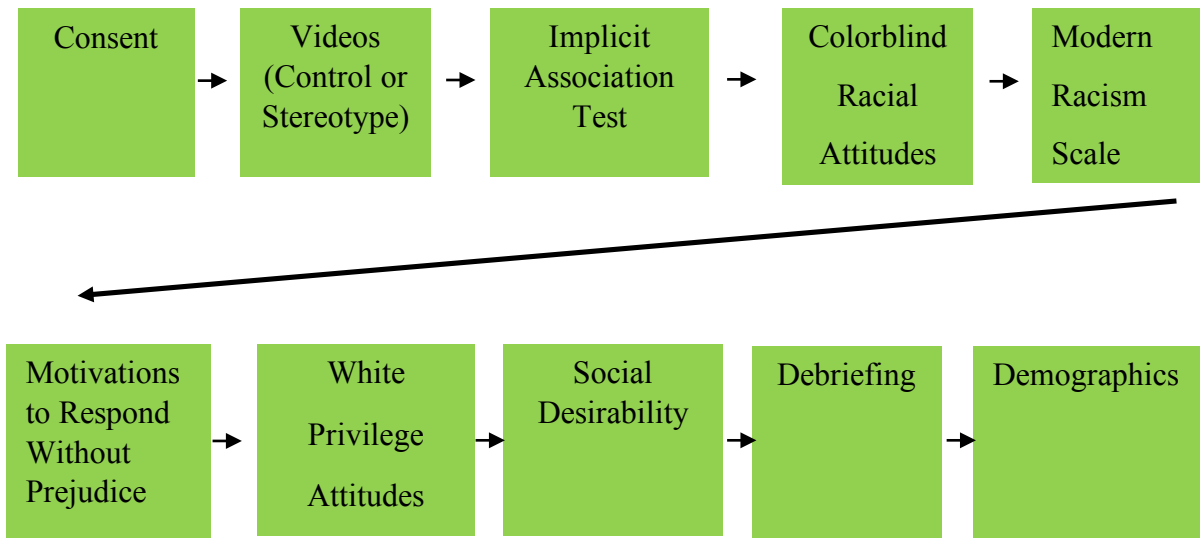 Consent
Videos
(Control or
Stereotype)
Implicit
Association
Test
Colorblind
Racial
Attitudes
Modern
Racism
Scale
Motivations
to Respond
Without
Prejudice
White
Privilege
Attitudes
Social
Desirability
Debriefing
Demographics